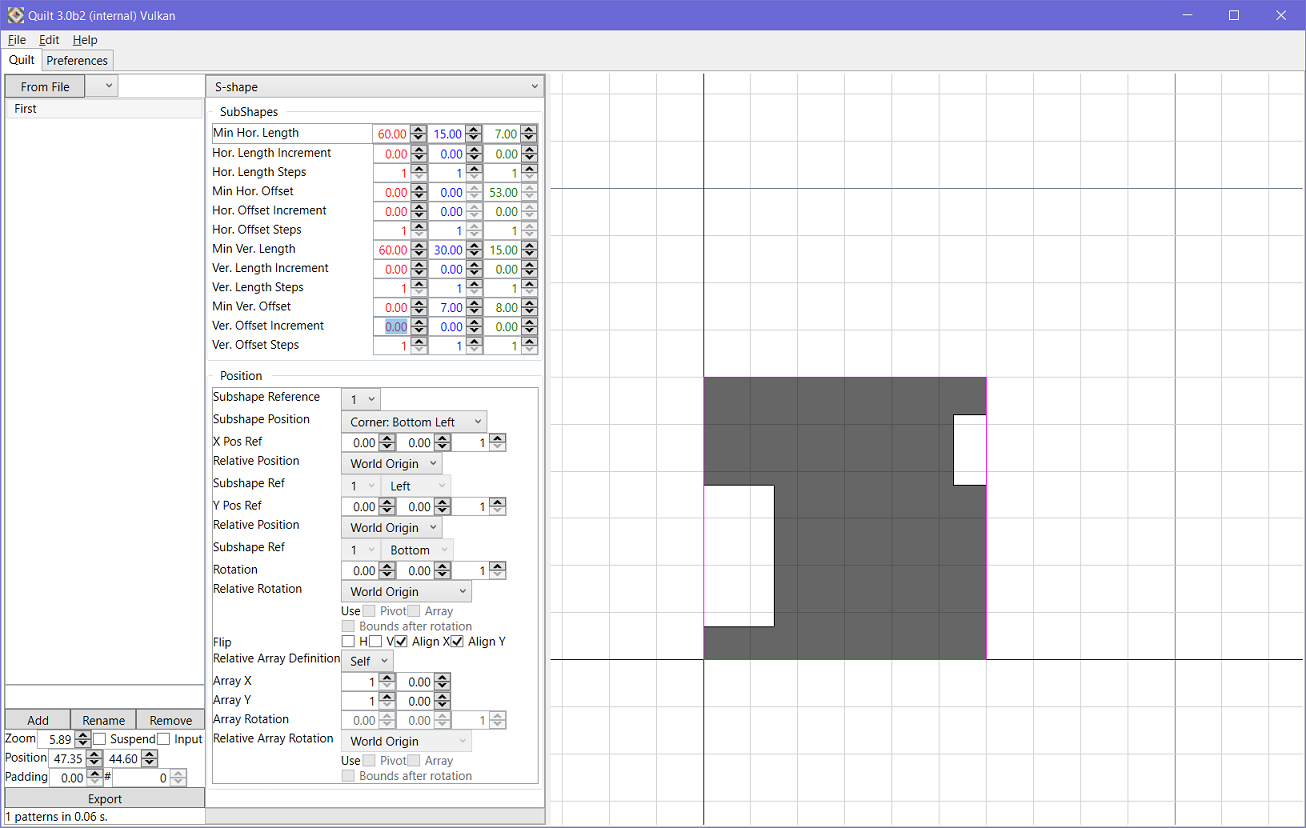 Quilt 3.0b2 (internal) Vulkan
File Edit Help
Quilt Preferences
From File
First
S-shape
SubShapes
Min Hor. Length 60.00 15.00 7.00
Hor. Length Increment 0.00 0.00 0.00
Hor. Length Steps 1 1 1
Min Hor. Offset 0.00 0.00 53.00
Hor. Offset Increment 0.00 0.00 0.00
Hor. Offset Steps 1 1 1
Min Ver. Length 60.00 30.00 15.00
Ver. Length Increment 0.00 0.00 0.00
Ver. Length Steps 1 1 1
Min Ver. Offset 0.00 7.00 8.00
Ver. Offset Increment 0.00 0.00 0.00
Ver. Offset Steps 1 1 1
Position
Subshape Reference 1
Subshape Position Corner: Bottom Left
X Pos Ref 0.00 0.00 1
Relative Position World Origin
Subshape Ref 1 Left
Y Pos Ref 0.00 0.00 1
Relative Position World Origin
Subshape Ref 1 Bottom
Rotation 0.00 0.00 1
Relative Rotation World Origin
Use Pivot Array
Bounds after rotation
Flip H V Align X Align Y
Relative Array Definition Self
Array X 1 0.00
Array Y 1 0.00
Array Rotation 0.00 0.00 1
Relative Array Rotation World Origin
Use Pivot Array
Bounds after rotation
Add Rename Remove
Zoom 5.89 Suspend Input
Position 47.35 44.60
Padding 0.00 # 0
Export
1 patterns in 0.06 s.